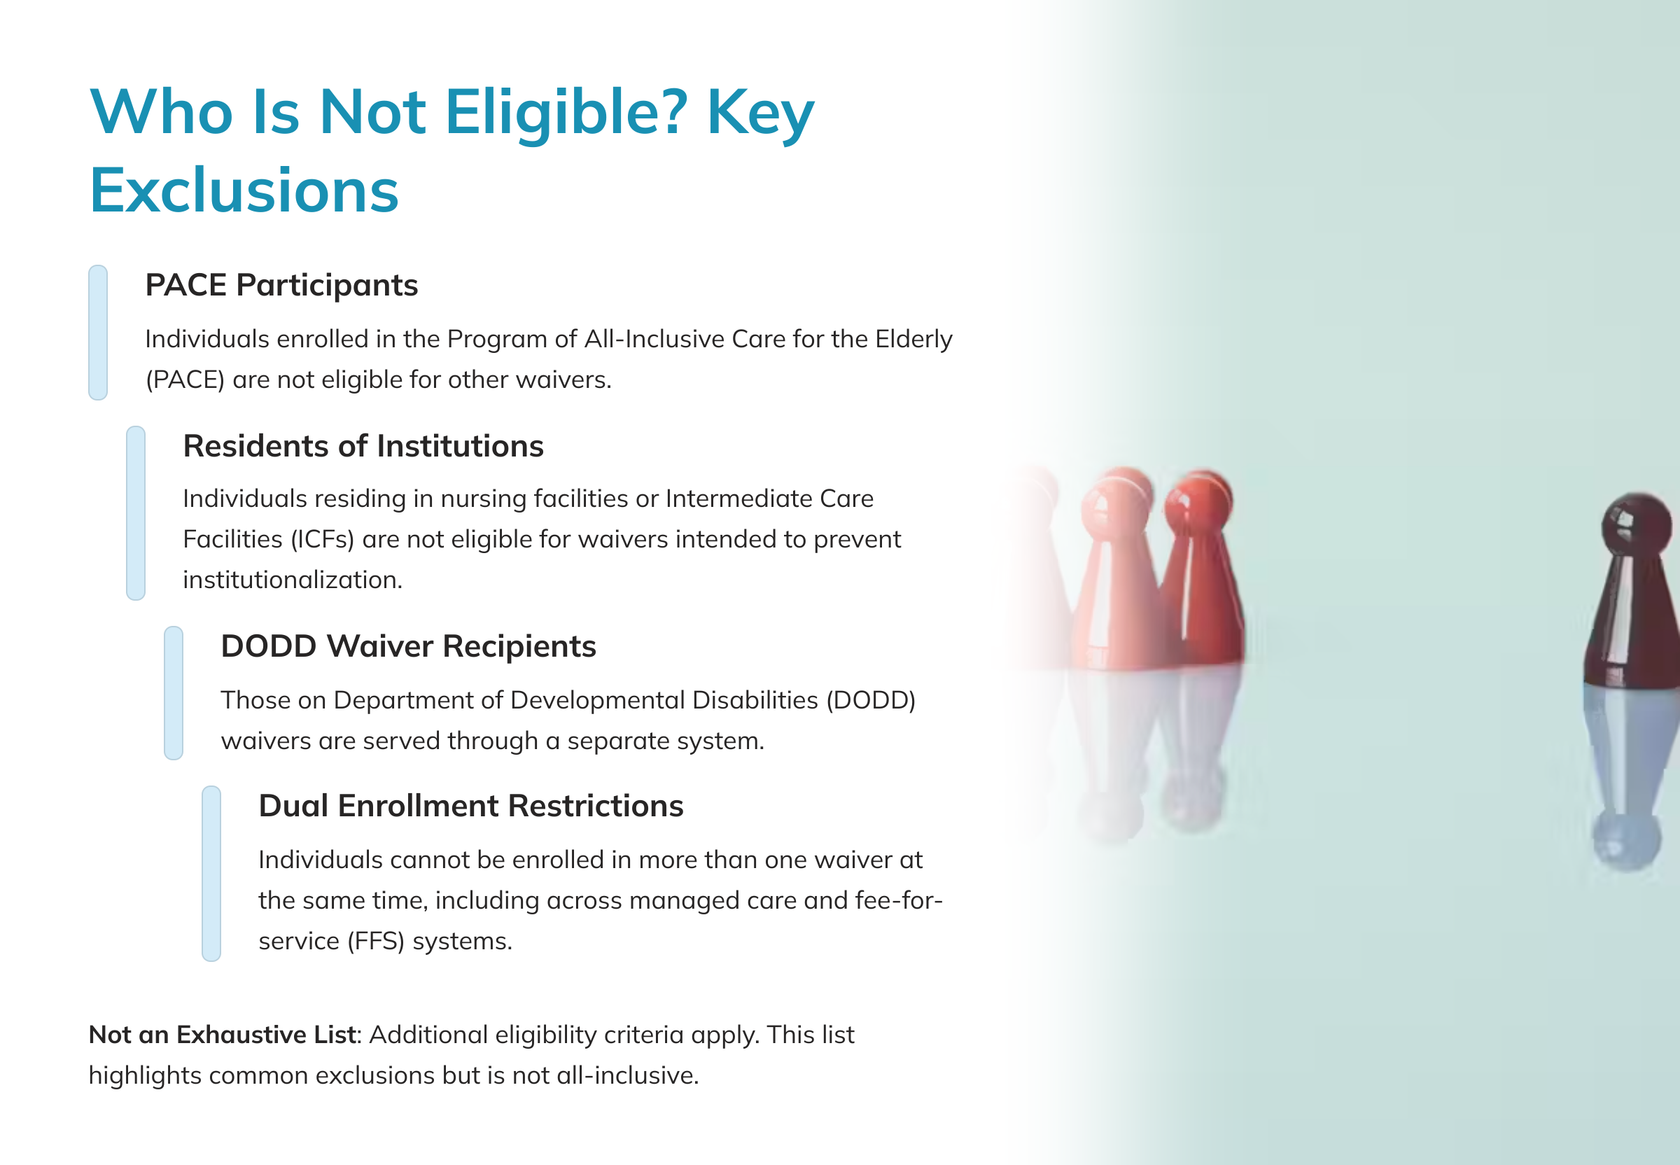 Who Is Not Eligible? Key
Exclusions
PACE Participants
Individuals enrolled in the Program of All-Inclusive Care for the Elderly
(PACE) are not eligible for other waivers.
Residents of Institutions
Individuals residing in nursing facilities or Intermediate Care
Facilities (ICFs) are not eligible for waivers intended to prevent
institutionalization.
DODD Waiver Recipients
Those on Department of Developmental Disabilities (DODD)
waivers are served through a separate system.
Dual Enrollment Restrictions
Individuals cannot be enrolled in more than one waiver at
the same time, including across managed care and fee-for-
service (FFS) systems.
Not an Exhaustive List: Additional eligibility criteria apply. This list
highlights common exclusions but is not all-inclusive.